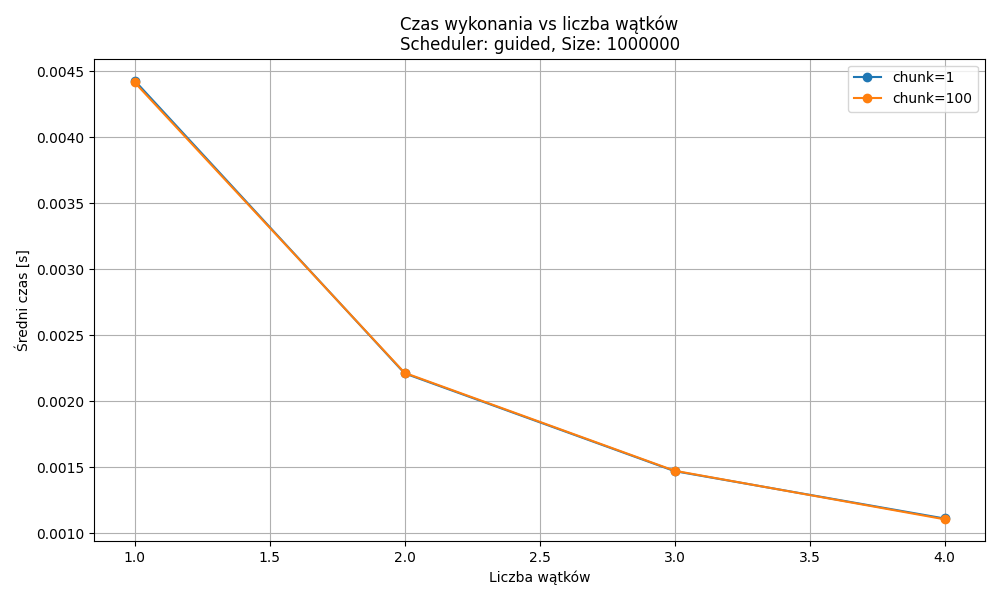 Czas wykonania vs liczba wątków
Scheduler: guided, Size: 1000000
chunk=1
chunk=100
Średni czas [s]
0.0045
0.0040
0.0035
0.0030
0.0025
0.0020
0.0015
0.0010
1.0 1.5 2.0 2.5 3.0 3.5 4.0
Liczba wątków